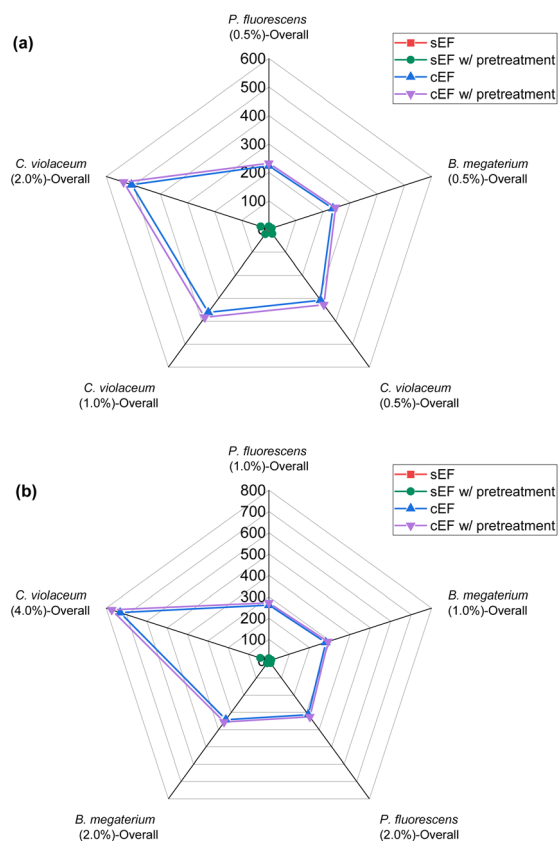 P. fluorescens
(0.5%)-Overall
(a)
sEF
sEF w/ pretreatment
cEF
cEF w/ pretreatment
600
500
400
300
200
100
0
C. violaceum
(2.0%)-Overall
B. megaterium
(0.5%)-Overall
C. violaceum
(1.0%)-Overall
C. violaceum
(0.5%)-Overall
P. fluorescens
(1.0%)-Overall
(b)
sEF
sEF w/ pretreatment
cEF
cEF w/ pretreatment
800
700
600
500
400
300
200
100
0
C. violaceum
(4.0%)-Overall
B. megaterium
(1.0%)-Overall
B. megaterium
(2.0%)-Overall
P. fluorescens
(2.0%)-Overall